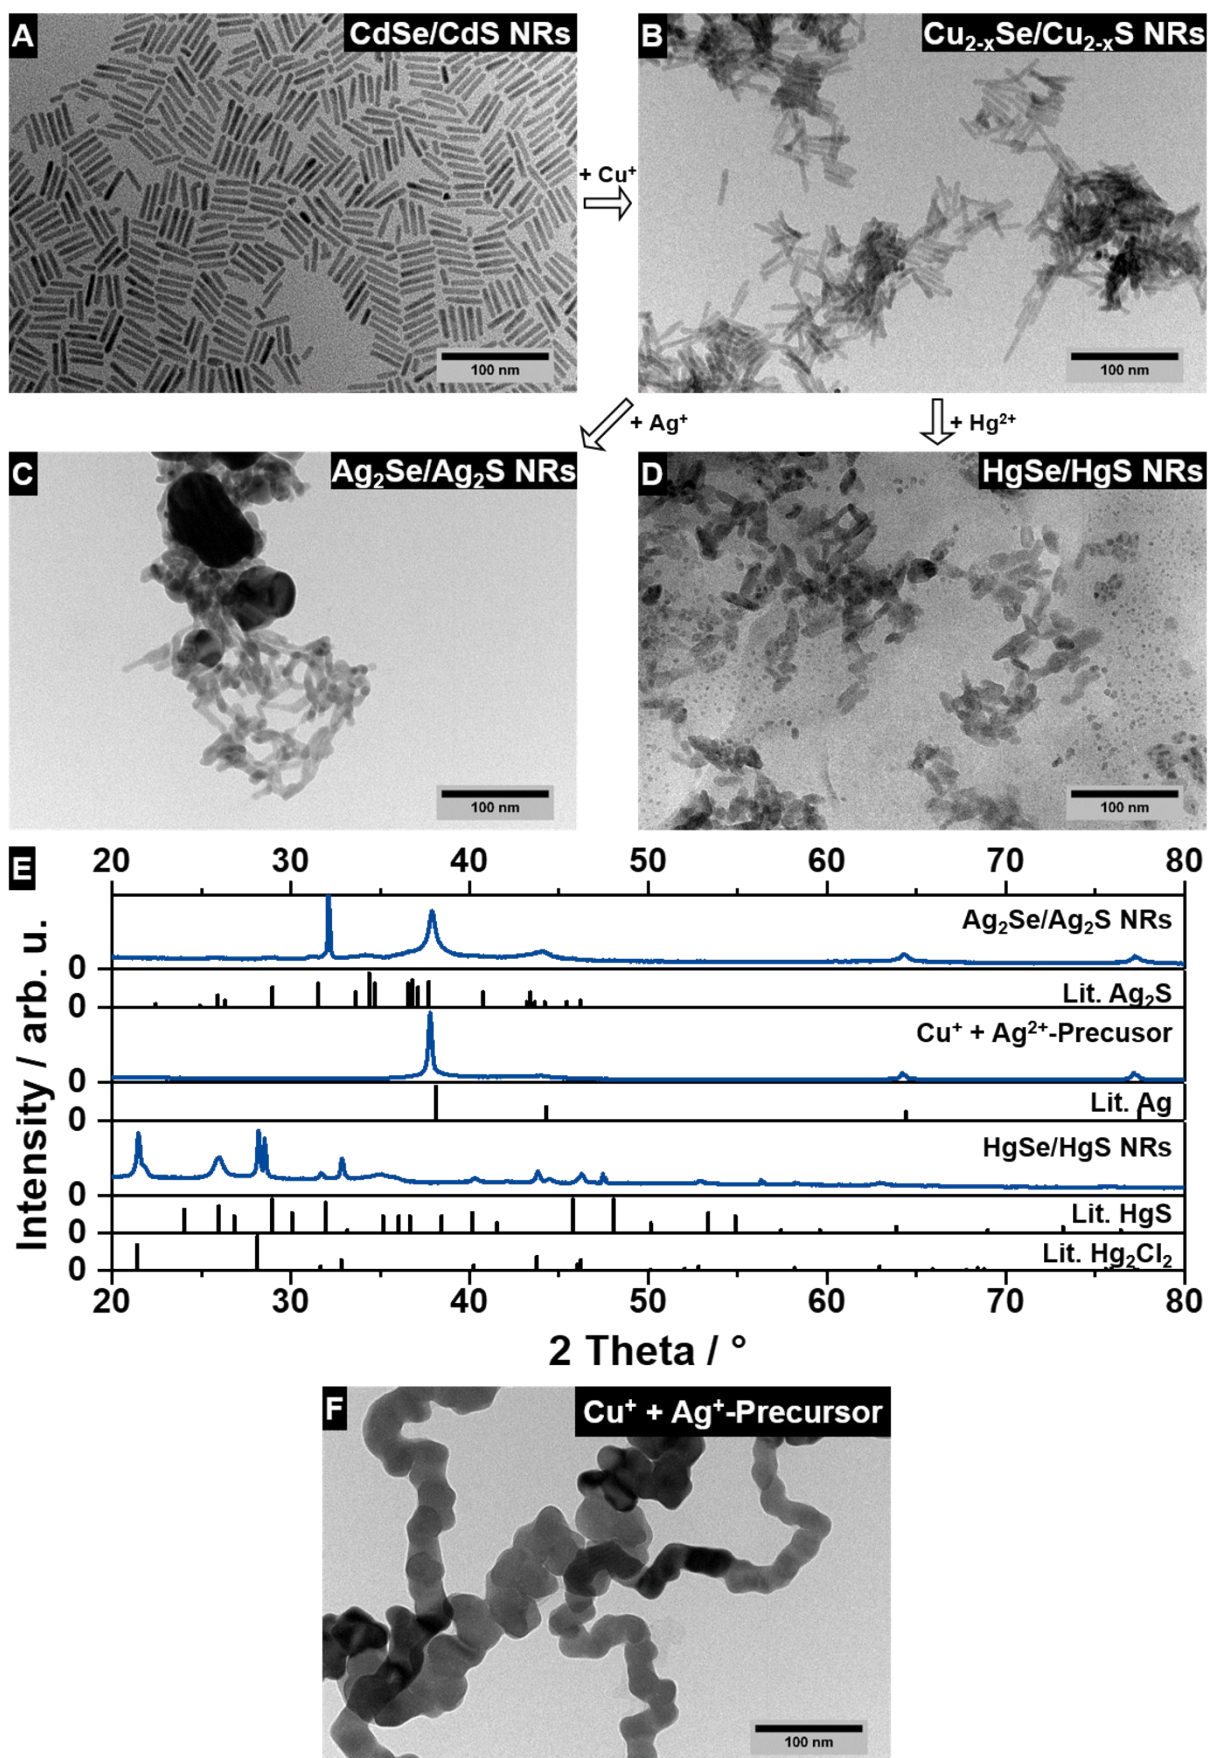 A CdSe/CdS NRs
100 nm
+ Cu⁺
B Cu₂₋ₓSe/Cu₂₋ₓS NRs
100 nm
+ Ag⁺
+ Hg²⁺
C Ag₂Se/Ag₂S NRs
100 nm
D HgSe/HgS NRs
100 nm
E
20 30 40 50 60 70 80
Intensity / arb. u.
Ag₂Se/Ag₂S NRs
0
Lit. Ag₂S
0
Cu⁺ + Ag²⁺-Precusor
0
Lit. Ag
0
HgSe/HgS NRs
0
Lit. HgS
0
Lit. Hg₂Cl₂
0
20 30 40 50 60 70 80
2 Theta / °
F Cu⁺ + Ag⁺-Precursor
100 nm